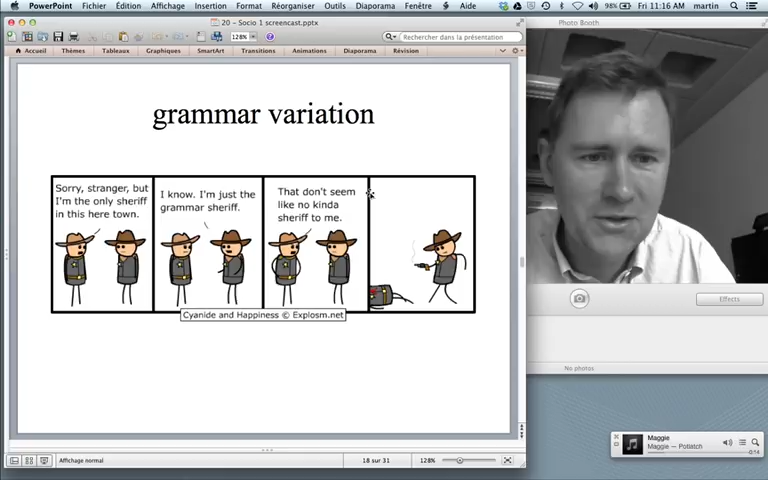 PowerPoint Fichier Édition Affichage Insertion Format Réorganiser Outils Diaporama Fenêtre Aide 98% Fri 11:16 AM martin
20 – Socio 1 screencast.pptx
Photo Booth
128%
Rechercher dans la présentation
Accueil Thèmes Tableaux Graphiques SmartArt Transitions Animations Diaporama Révision
grammar variation
Sorry, stranger, but
I'm the only sheriff
in this here town.
I know. I'm just the
grammar sheriff.
That don't seem
like no kinda
sheriff to me.
Cyanide and Happiness © Explosm.net
Effects
No photos
Maggie
Maggie — Potlatch
Affichage normal
18 sur 31
128%